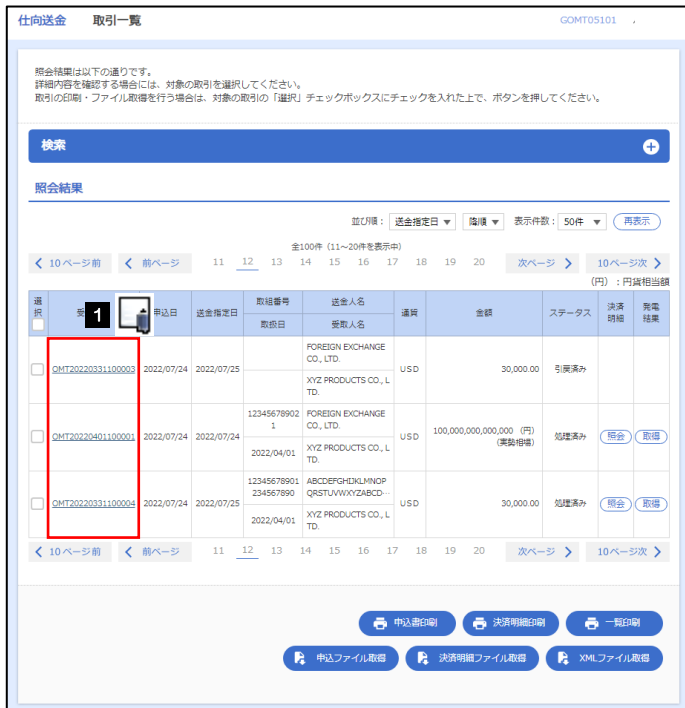 仕向送金 取引一覧 GOMT05101
照会結果は以下の通りです。
詳細内容を確認する場合には、対象の取引を選択してください。
取引の印刷・ファイル取得を行う場合は、対象の取引の「選択」チェックボックスにチェックを入れた上で、ボタンを押してください。
検索
照会結果
並び順： 送金指定日 ▼ 降順 ▼ 表示件数： 50件 ▼ 再表示
全100件（11～20件を表示中）
10ページ前 前ページ 11 12 13 14 15 16 17 18 19 20 次ページ 10ページ次
（円）：円貨相当額
選択 受 1 申込日 送金指定日 取組番号 送金人名 通貨 金額 ステータス 決済明細 発電結果
取扱日 受取人名
FOREIGN EXCHANGE
CO., LTD.
OMT20220331100003 2022/07/24 2022/07/25 USD 30,000.00 引戻済み
XYZ PRODUCTS CO., L
TD.
12345678902 FOREIGN EXCHANGE
1 CO., LTD.
OMT20220401100001 2022/07/24 2022/07/24 USD 100,000,000,000,000 （円） 処理済み 照会 取得
（実勢相場）
2022/04/01 XYZ PRODUCTS CO., L
TD.
12345678901 ABCDEFGHIJKLMNOP
234567890 QRSTUVWXYZABCD…
OMT20220331100004 2022/07/24 2022/07/25 USD 30,000.00 処理済み 照会 取得
2022/04/01 XYZ PRODUCTS CO., L
TD.
10ページ前 前ページ 11 12 13 14 15 16 17 18 19 20 次ページ 10ページ次
申込書印刷 決済明細印刷 一覧印刷
申込ファイル取得 決済明細ファイル取得 XMLファイル取得